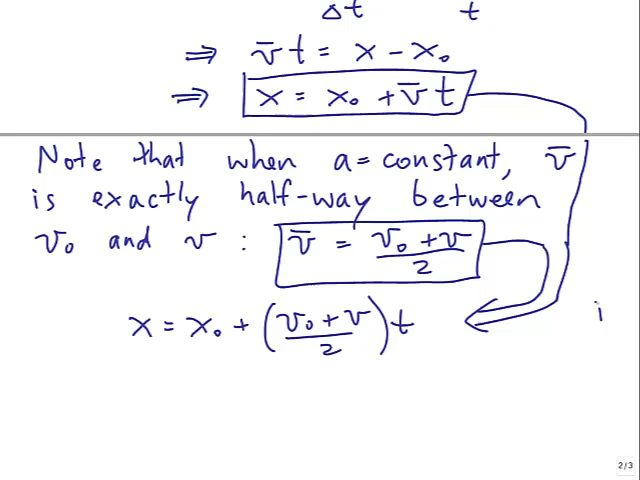 Δt t
⇒ v̄ t = x − x₀
⇒ x = x₀ + v̄ t
Note that when a = constant, v̄
is exactly half-way between
v₀ and v : v̄ = (v₀ + v)/2
x = x₀ + ((v₀ + v)/2) t
i
2/3